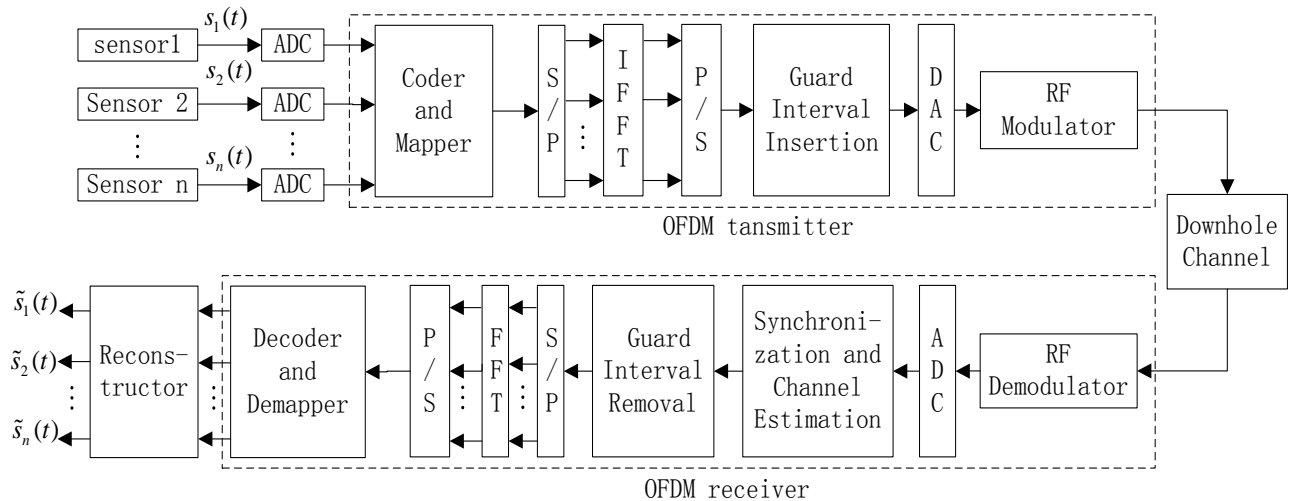 s₁(t)
sensor1
ADC
s₂(t)
Sensor 2
ADC
⋮
⋮
sₙ(t)
Sensor n
ADC
Coder
and
Mapper
S
/
P
⋮
I
F
F
T
P
/
S
Guard
Interval
Insertion
D
A
C
RF
Modulator
OFDM tansmitter
Downhole
Channel
RF
Demodulator
A
D
C
Synchroni-
zation and
Channel
Estimation
Guard
Interval
Removal
S
/
P
⋮
F
F
T
⋮
P
/
S
Decoder
and
Demapper
⋮
Recons-
tructor
s̃₁(t)
s̃₂(t)
⋮
s̃ₙ(t)
OFDM receiver